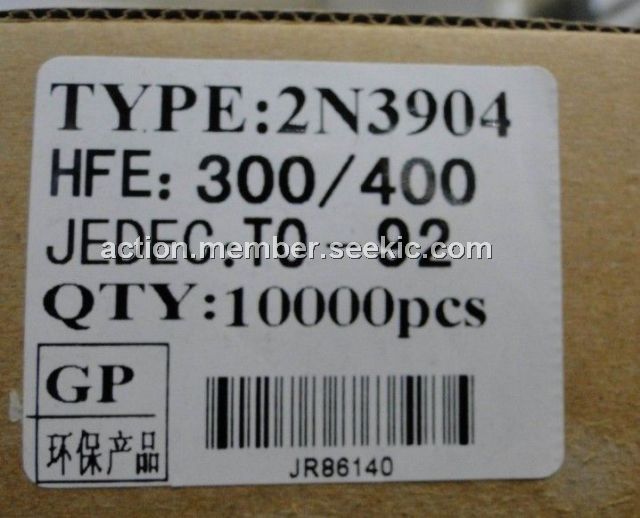 TYPE:2N3904
HFE: 300/400
JEDEC.TO-92
action.member.seekic.com
QTY:10000pcs
GP
环保产品
JR86140